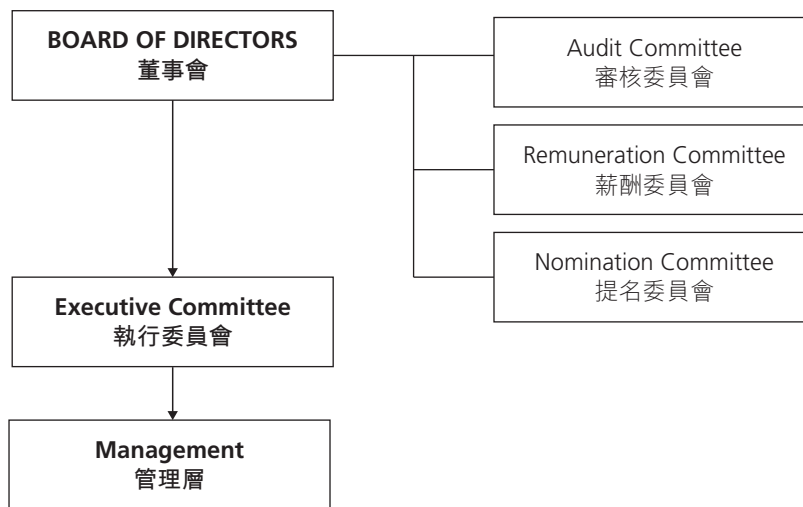 BOARD OF DIRECTORS
董事會
Audit Committee
審核委員會
Remuneration Committee
薪酬委員會
Nomination Committee
提名委員會
Executive Committee
執行委員會
Management
管理層